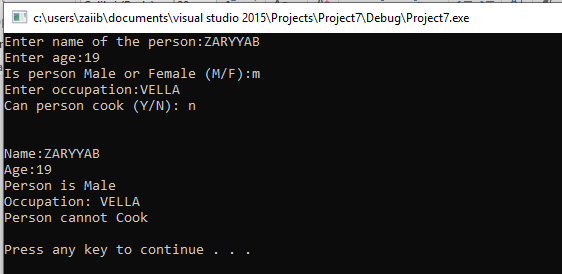 c:\users\zaiib\documents\visual studio 2015\Projects\Project7\Debug\Project7.exe
Enter name of the person:ZARYYAB
Enter age:19
Is person Male or Female (M/F):m
Enter occupation:VELLA
Can person cook (Y/N): n
Name:ZARYYAB
Age:19
Person is Male
Occupation: VELLA
Person cannot Cook
Press any key to continue . . .